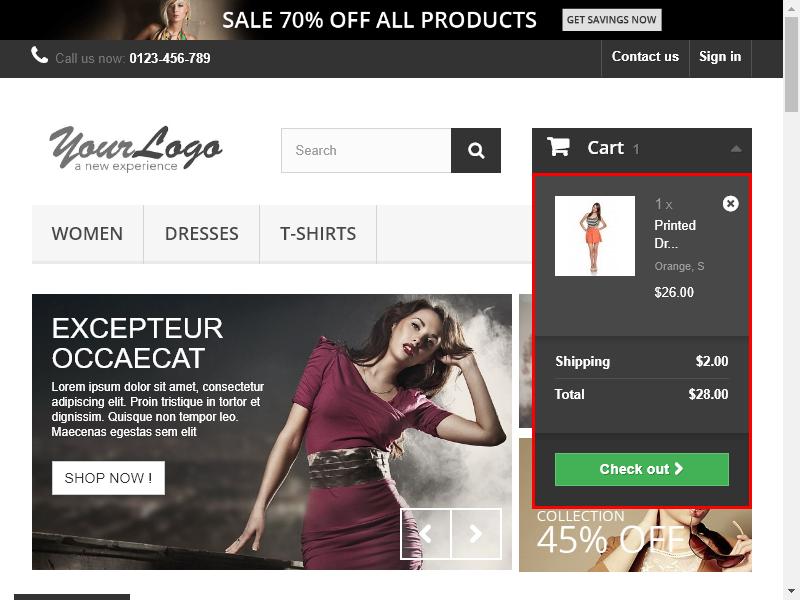 SALE 70% OFF ALL PRODUCTS
GET SAVINGS NOW
Call us now: 0123-456-789
Contact us
Sign in
YourLogo
a new experience
Search
Cart 1
WOMEN
DRESSES
T-SHIRTS
1 x
Printed
Dr...
Orange, S
$26.00
Shipping $2.00
Total $28.00
Check out
EXCEPTEUR
OCCAECAT
Lorem ipsum dolor sit amet, consectetur
adipiscing elit. Proin tristique in tortor et
dignissim. Quisque non tempor leo.
Maecenas egestas sem elit
SHOP NOW !
COLLECTION
45% OFF